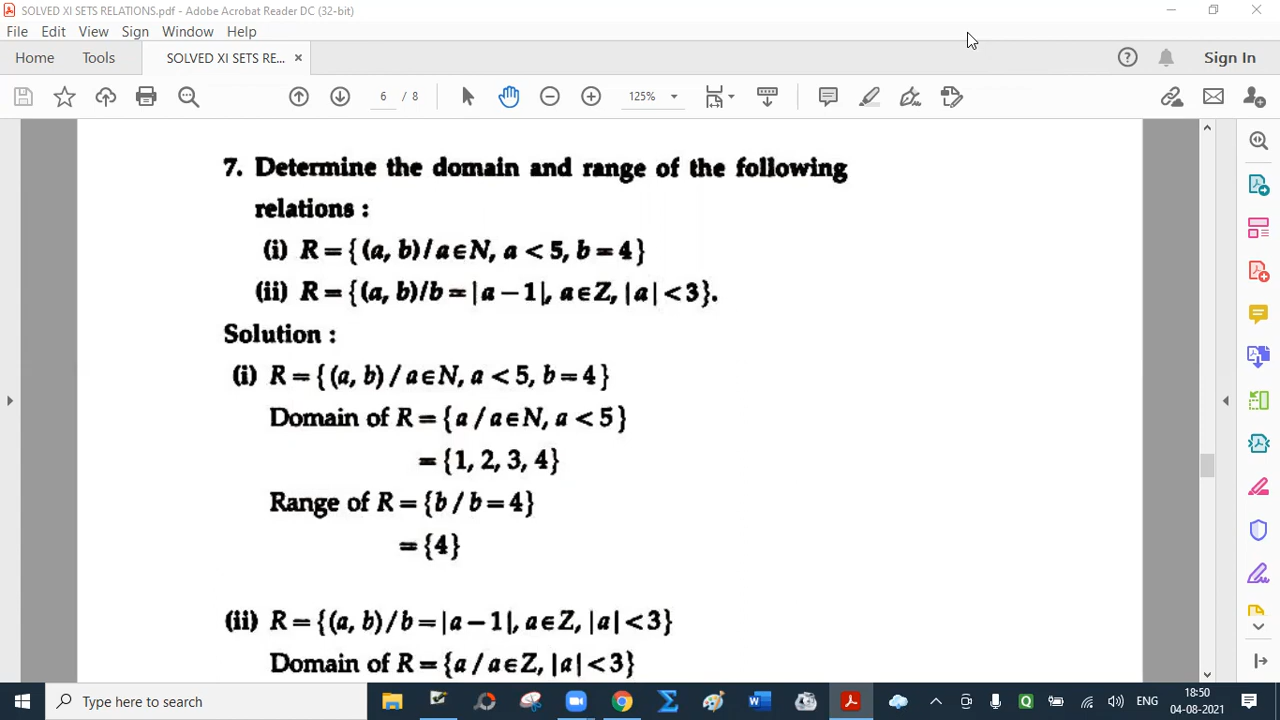 SOLVED XI SETS RELATIONS.pdf - Adobe Acrobat Reader DC (32-bit)
File Edit View Sign Window Help
Home Tools SOLVED XI SETS RE... × Sign In
6 / 8 125%
7. Determine the domain and range of the following
relations :
(i) R = {(a, b)/a∈N, a < 5, b = 4}
(ii) R = {(a, b)/b = |a − 1|, a∈Z, |a| < 3}.
Solution :
(i) R = {(a, b) / a∈N, a < 5, b = 4}
Domain of R = {a / a∈N, a < 5}
= {1, 2, 3, 4}
Range of R = {b / b = 4}
= {4}
(ii) R = {(a, b)/b = |a − 1|, a∈Z, |a| < 3}
Domain of R = {a / a∈Z, |a| < 3}
Type here to search ENG 18:50
04-08-2021